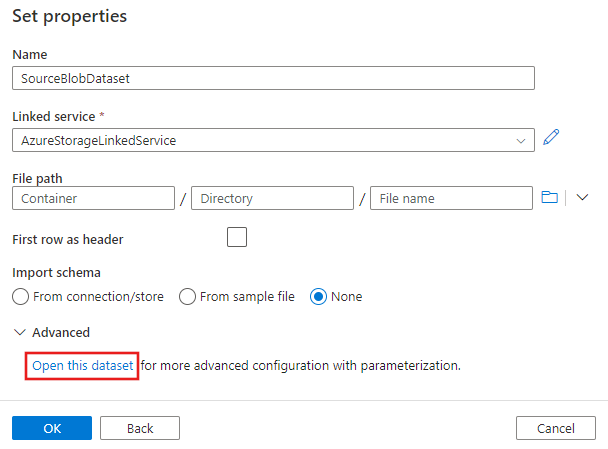 Set properties
Name
SourceBlobDataset
Linked service *
AzureStorageLinkedService
File path
Container / Directory / File name
First row as header
Import schema
From connection/store From sample file None
Advanced
Open this dataset for more advanced configuration with parameterization.
OK Back Cancel